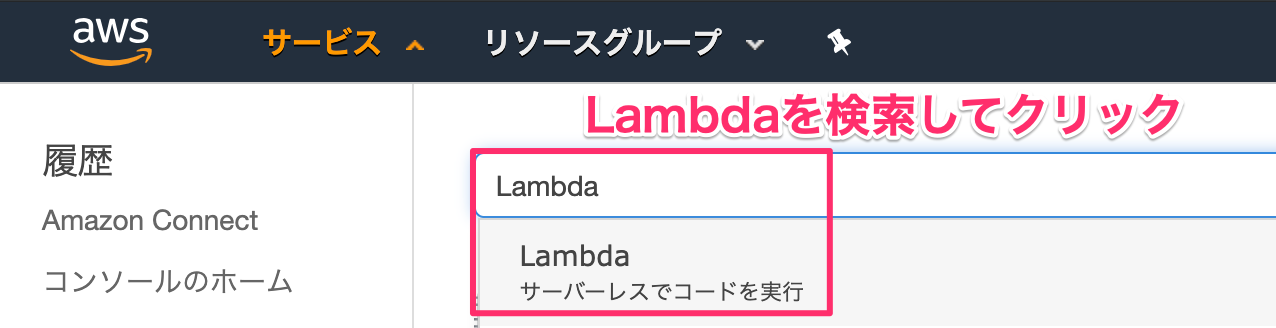 aws サービス リソースグループ
Lambdaを検索してクリック
履歴
Lambda
Amazon Connect
Lambda
コンソールのホーム
サーバーレスでコードを実行